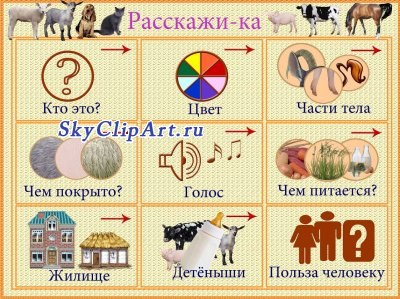 Расскажи-ка
Кто это?
Цвет
Части тела
SkyClipArt.ru
Чем покрыто?
Голос
Чем питается?
Жилище
Детёныши
Польза человеку